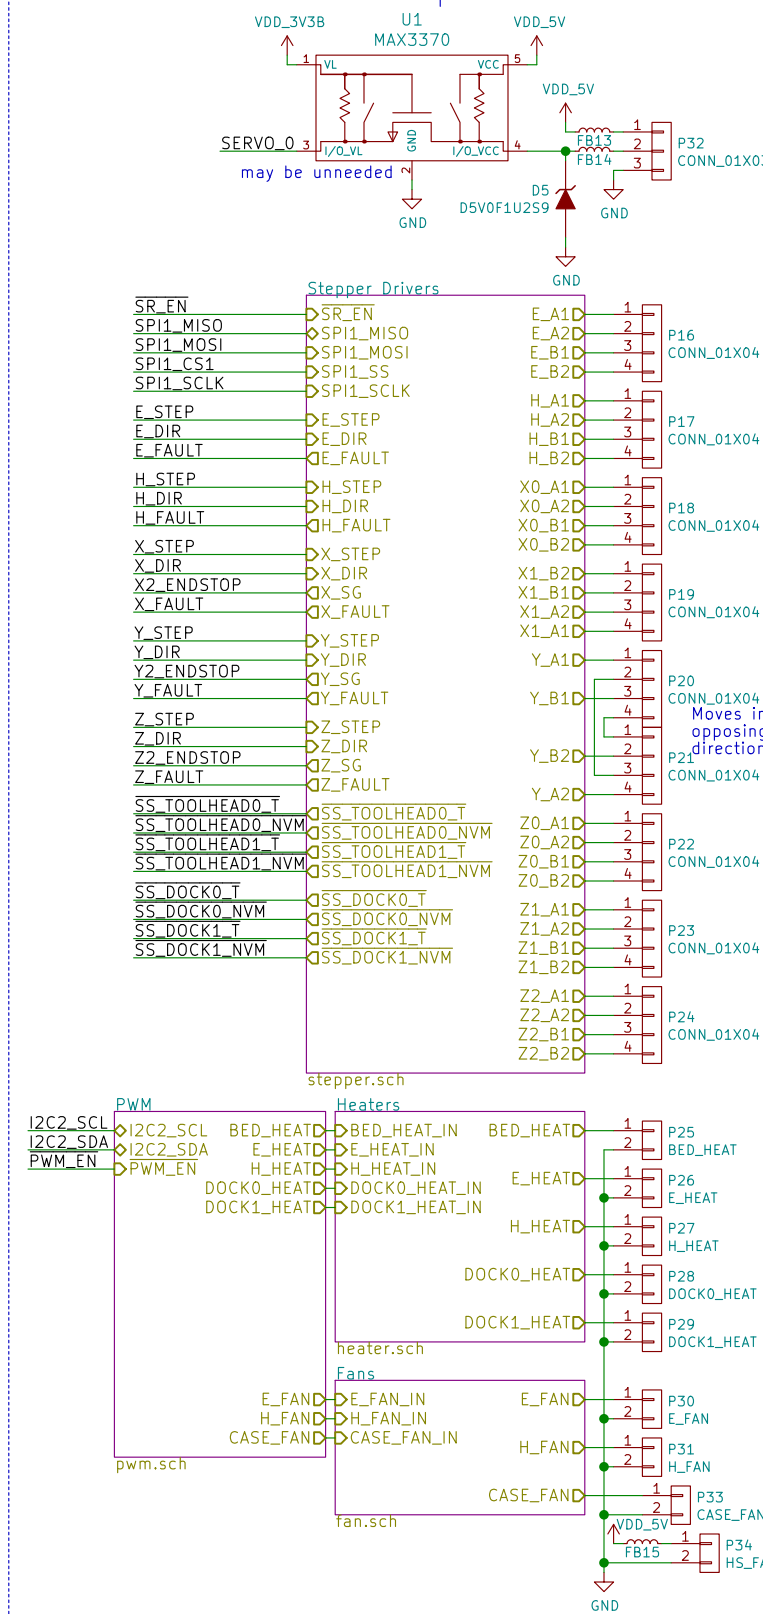 U1
MAX3370
VDD_3V3B
VDD_5V
1 VL VCC 5
VDD_5V
SERVO_0 3 I/O_VL GND I/O_VCC 4
2
GND
may be unneeded
FB13
FB14
1
2
3
P32
GND
D5
D5V0F1U2S9
GND
Stepper Drivers
SR_EN SR_EN E_A1 1
SPI1_MISO SPI1_MISO E_A2 2
SPI1_MOSI SPI1_MOSI E_B1 3
SPI1_CS1 SPI1_SS E_B2 4
P16
CONN_01X04
SPI1_SCLK SPI1_SCLK
H_A1 1
E_STEP E_STEP H_A2 2
E_DIR E_DIR H_B1 3
E_FAULT E_FAULT H_B2 4
P17
CONN_01X04
H_STEP H_STEP X0_A1 1
H_DIR H_DIR X0_A2 2
H_FAULT H_FAULT X0_B1 3
X0_B2 4
P18
CONN_01X04
X_STEP X_STEP
X_DIR X_DIR X1_B2 1
X2_ENDSTOP X_SG X1_B1 2
X_FAULT X_FAULT X1_A2 3
X1_A1 4
P19
CONN_01X04
Y_STEP Y_STEP
Y_DIR Y_DIR Y_A1 1
Y2_ENDSTOP Y_SG 2
Y_FAULT Y_FAULT Y_B1 3
4
P20
CONN_01X04
Moves in
opposing
direction
Z_STEP Z_STEP
Z_DIR Z_DIR 1
Z2_ENDSTOP Z_SG Y_B2 2
Z_FAULT Z_FAULT 3
Y_A2 4
P21
CONN_01X04
SS_TOOLHEAD0_T SS_TOOLHEAD0_T
SS_TOOLHEAD0_NVM SS_TOOLHEAD0_NVM
SS_TOOLHEAD1_T SS_TOOLHEAD1_T
SS_TOOLHEAD1_NVM SS_TOOLHEAD1_NVM
Z0_A1 1
Z0_A2 2
Z0_B1 3
Z0_B2 4
P22
CONN_01X04
SS_DOCK0_T SS_DOCK0_T
SS_DOCK0_NVM SS_DOCK0_NVM
SS_DOCK1_T SS_DOCK1_T
SS_DOCK1_NVM SS_DOCK1_NVM
Z1_A1 1
Z1_A2 2
Z1_B1 3
Z1_B2 4
P23
CONN_01X04
Z2_A1 1
Z2_A2 2
Z2_B1 3
Z2_B2 4
P24
CONN_01X04
stepper.sch
PWM
I2C2_SCL I2C2_SCL BED_HEAT
I2C2_SDA I2C2_SDA E_HEAT
PWM_EN PWM_EN H_HEAT
DOCK0_HEAT
DOCK1_HEAT
E_FAN
H_FAN
CASE_FAN
pwm.sch
Heaters
BED_HEAT_IN BED_HEAT 1
E_HEAT_IN 2
P25
BED_HEAT
H_HEAT_IN E_HEAT 1
DOCK0_HEAT_IN 2
P26
E_HEAT
DOCK1_HEAT_IN
H_HEAT 1
2
P27
H_HEAT
DOCK0_HEAT 1
2
P28
DOCK0_HEAT
DOCK1_HEAT 1
2
P29
DOCK1_HEAT
heater.sch
Fans
E_FAN_IN E_FAN 1
H_FAN_IN 2
P30
E_FAN
CASE_FAN_IN
H_FAN 1
2
P31
H_FAN
CASE_FAN 1
2
P33
CASE_FAN
fan.sch
VDD_5V
FB15
1
2
P34
GND